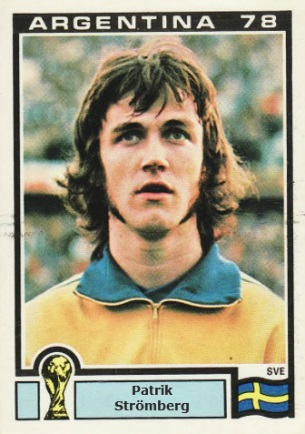 ARGENTINA 78
SVE
Patrik
Strömberg